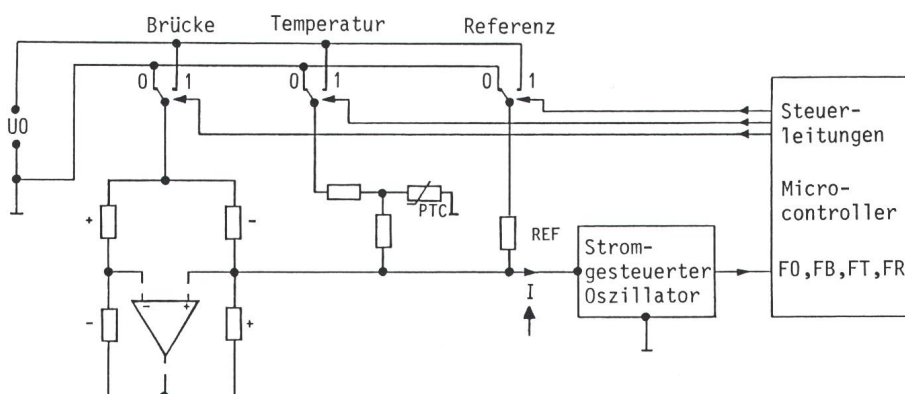 Brücke
Temperatur
Referenz
0 1
0 1
0 1
U0
Steuer-
leitungen
Micro-
controller
F0,FB,FT,FR
+ -
PTC
REF
Strom-
gesteuerter
Oszillator
I
- +
- +